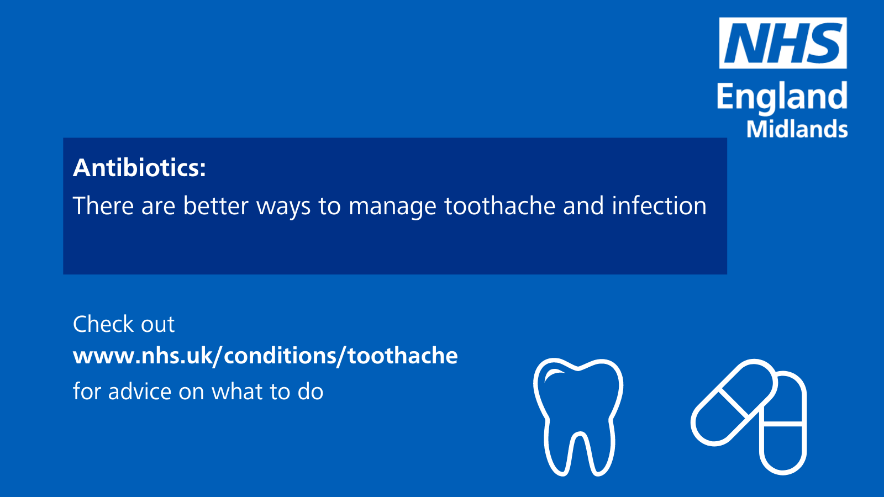 NHS
England
Midlands
Antibiotics:
There are better ways to manage toothache and infection
Check out
www.nhs.uk/conditions/toothache
for advice on what to do